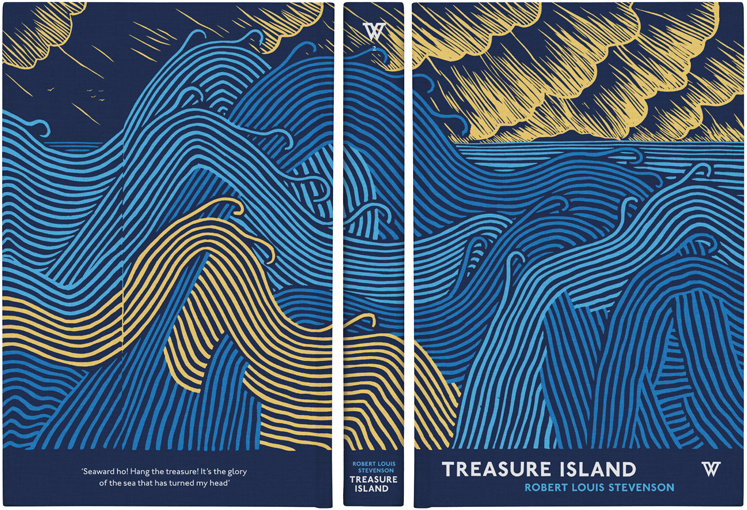 'Seaward ho! Hang the treasure! It's the glory
of the sea that has turned my head'
W
ROBERT LOUIS
STEVENSON
TREASURE
ISLAND
TREASURE ISLAND
ROBERT LOUIS STEVENSON
W